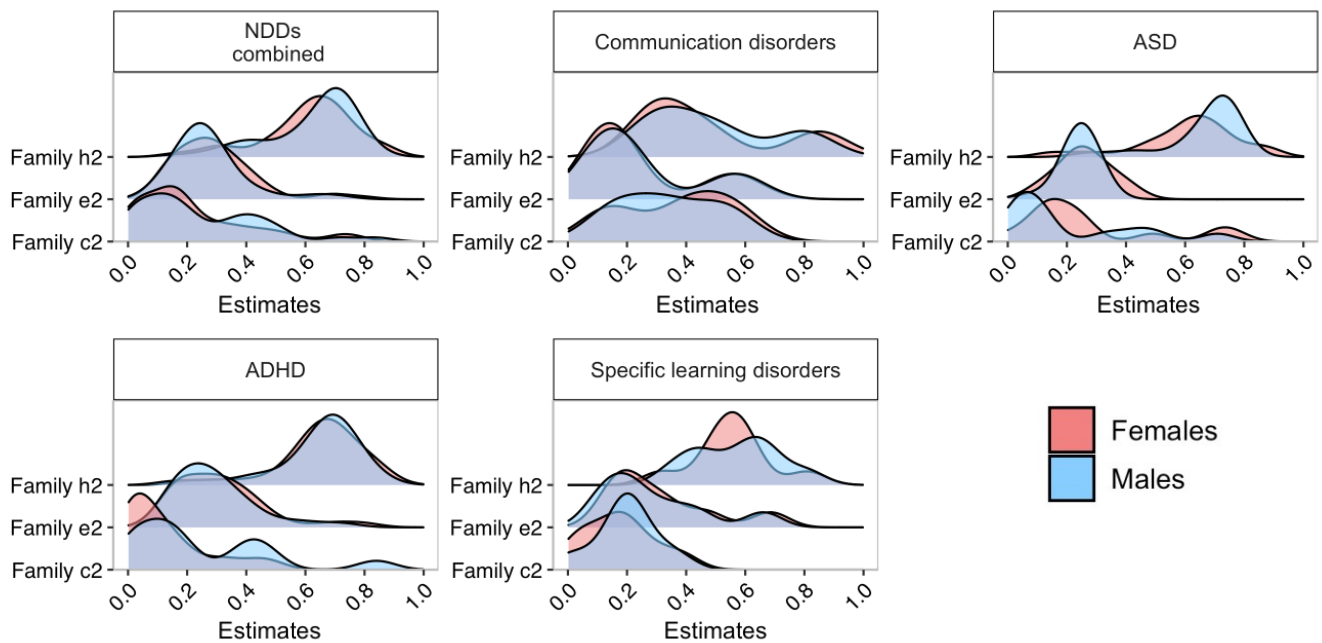 NDDs
combined
Communication disorders
ASD
Family h2
Family e2
Family c2
0.0 0.2 0.4 0.6 0.8 1.0
Estimates
Family h2
Family e2
Family c2
0.0 0.2 0.4 0.6 0.8 1.0
Estimates
Family h2
Family e2
Family c2
0.0 0.2 0.4 0.6 0.8 1.0
Estimates
ADHD
Specific learning disorders
Family h2
Family e2
Family c2
0.0 0.2 0.4 0.6 0.8 1.0
Estimates
Family h2
Family e2
Family c2
0.0 0.2 0.4 0.6 0.8 1.0
Estimates
Females
Males